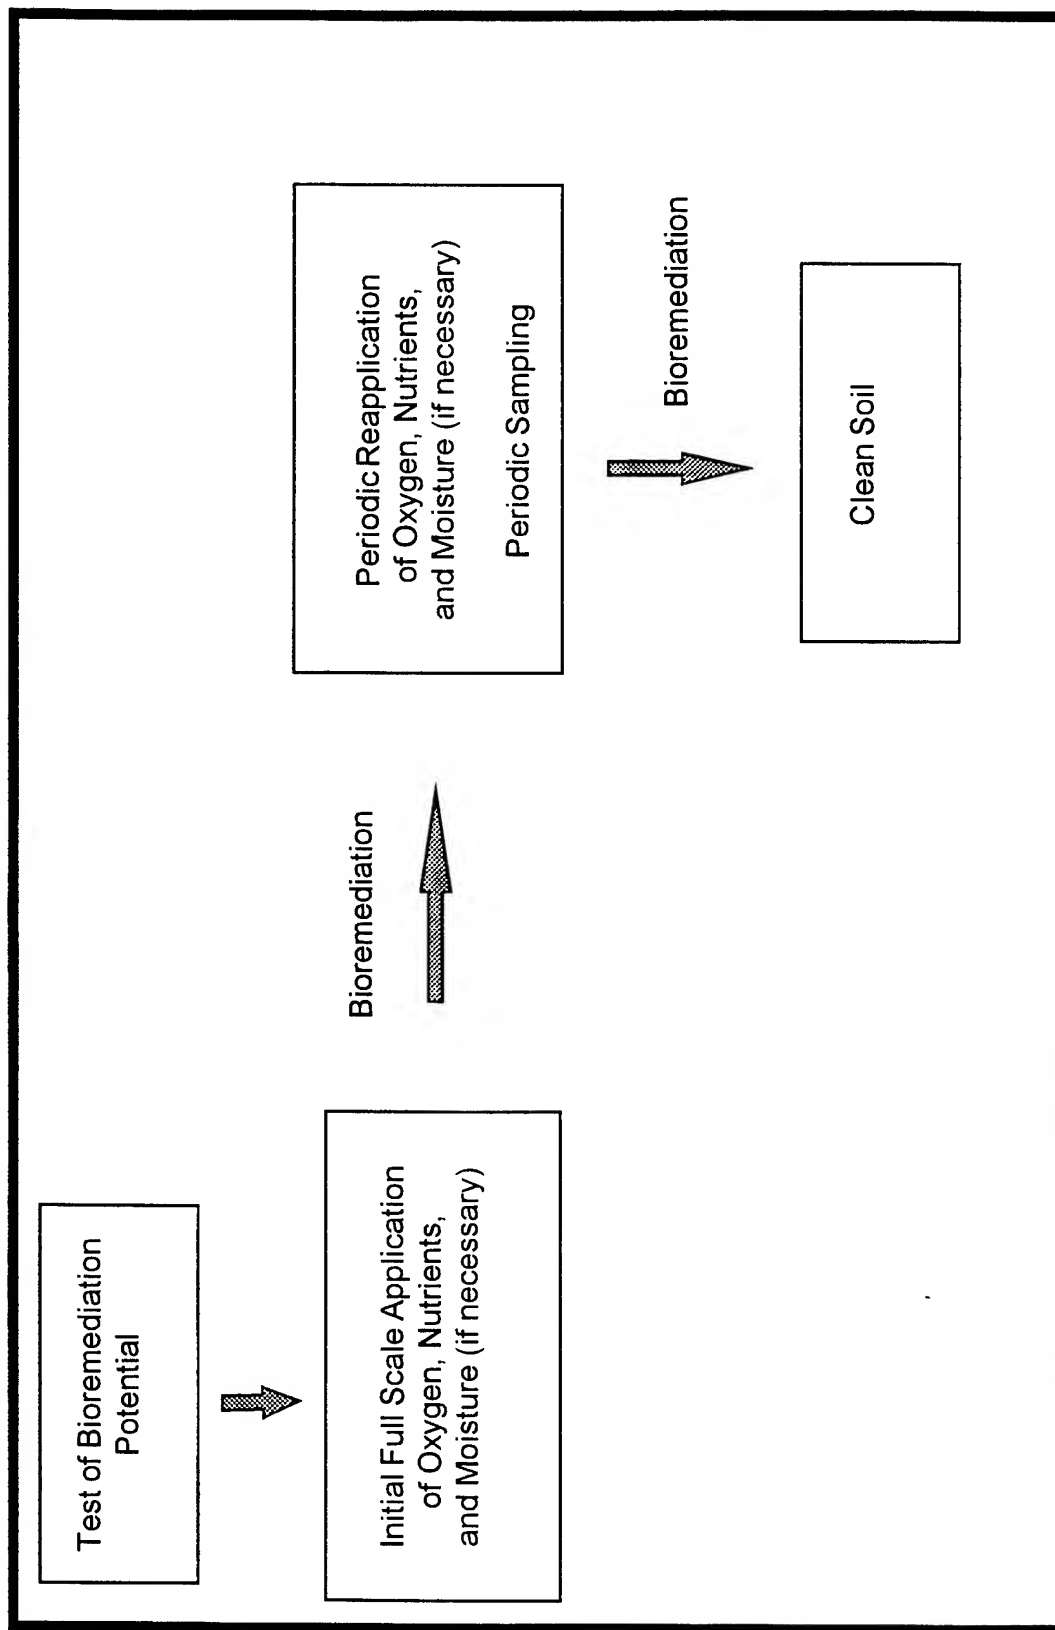 Test of Bioremediation
Potential
Initial Full Scale Application
of Oxygen, Nutrients,
and Moisture (if necessary)
Bioremediation
Periodic Reapplication
of Oxygen, Nutrients,
and Moisture (if necessary)
Periodic Sampling
Bioremediation
Clean Soil